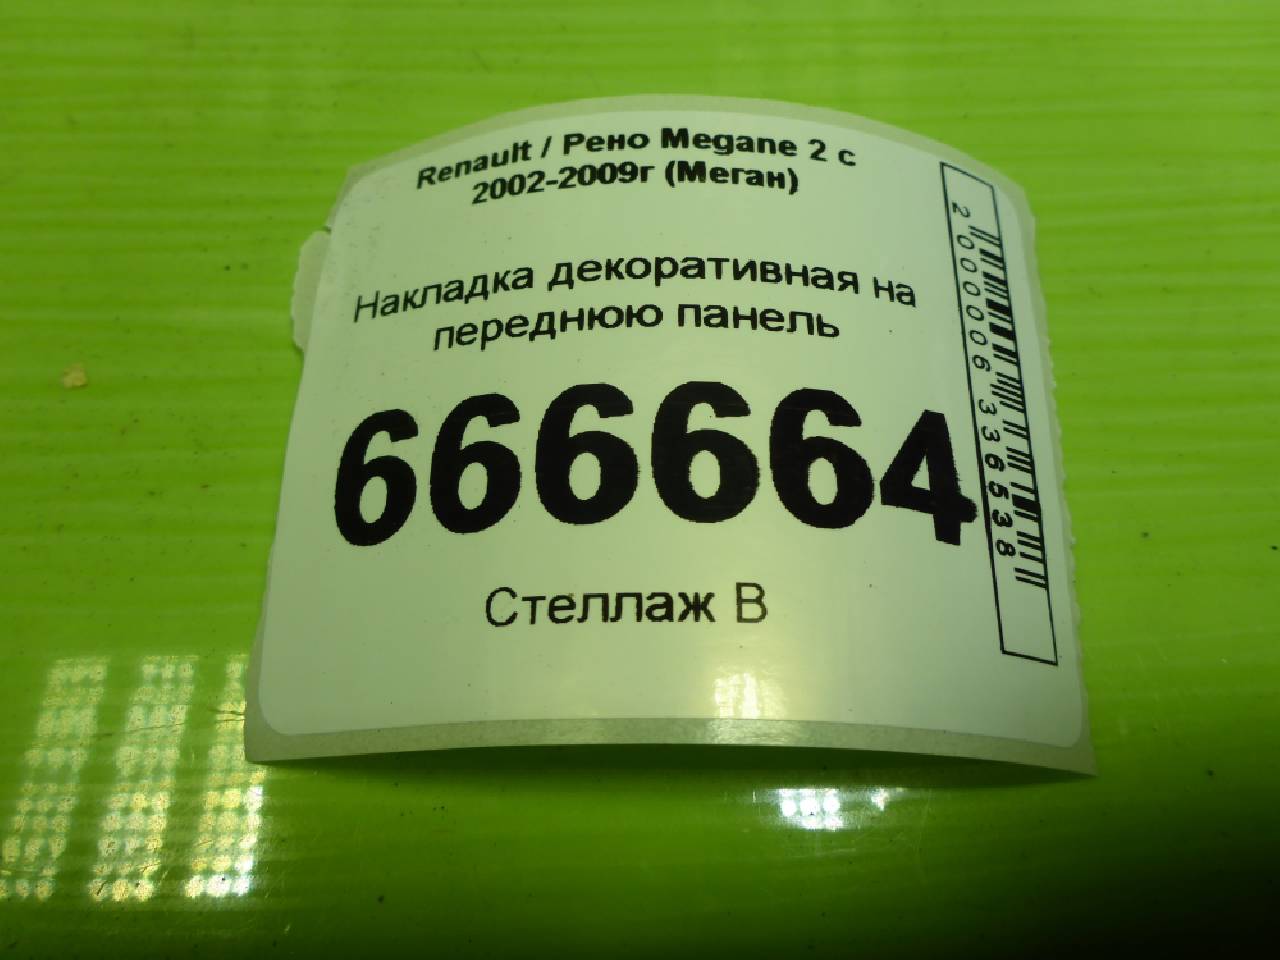 Renault / Рено Megane 2 с
2002-2009г (Меган)
Накладка декоративная на
переднюю панель
666664
Стеллаж В
2000006336538